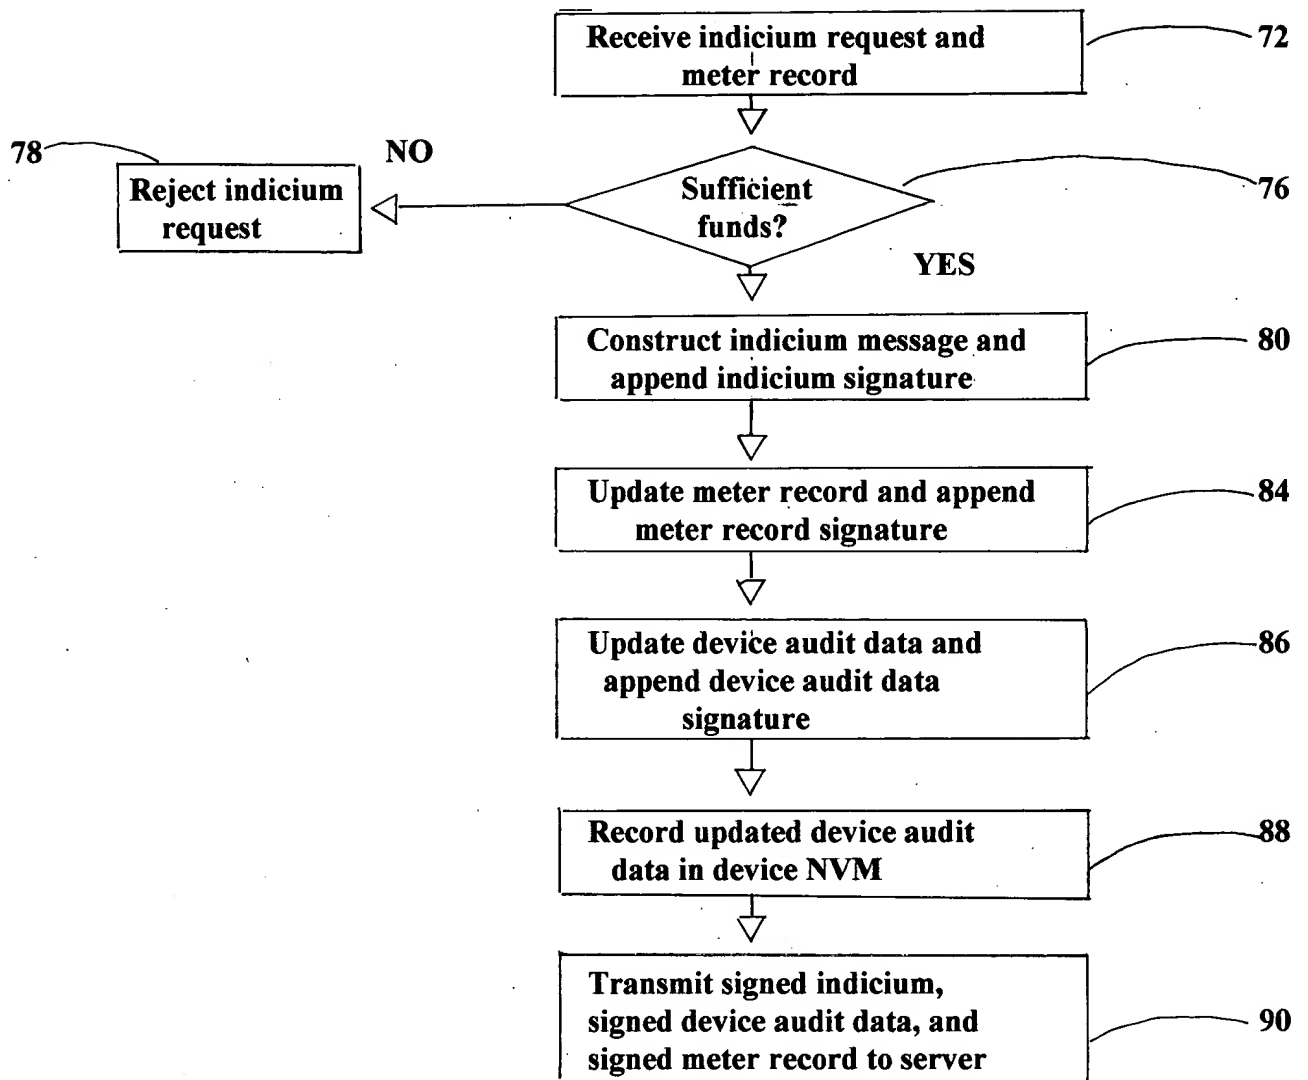 Receive indicium request and
meter record
72
78
NO
Reject indicium
request
Sufficient
funds?
76
YES
Construct indicium message and
append indicium signature
80
Update meter record and append
meter record signature
84
Update device audit data and
append device audit data
signature
86
Record updated device audit
data in device NVM
88
Transmit signed indicium,
signed device audit data, and
signed meter record to server
90